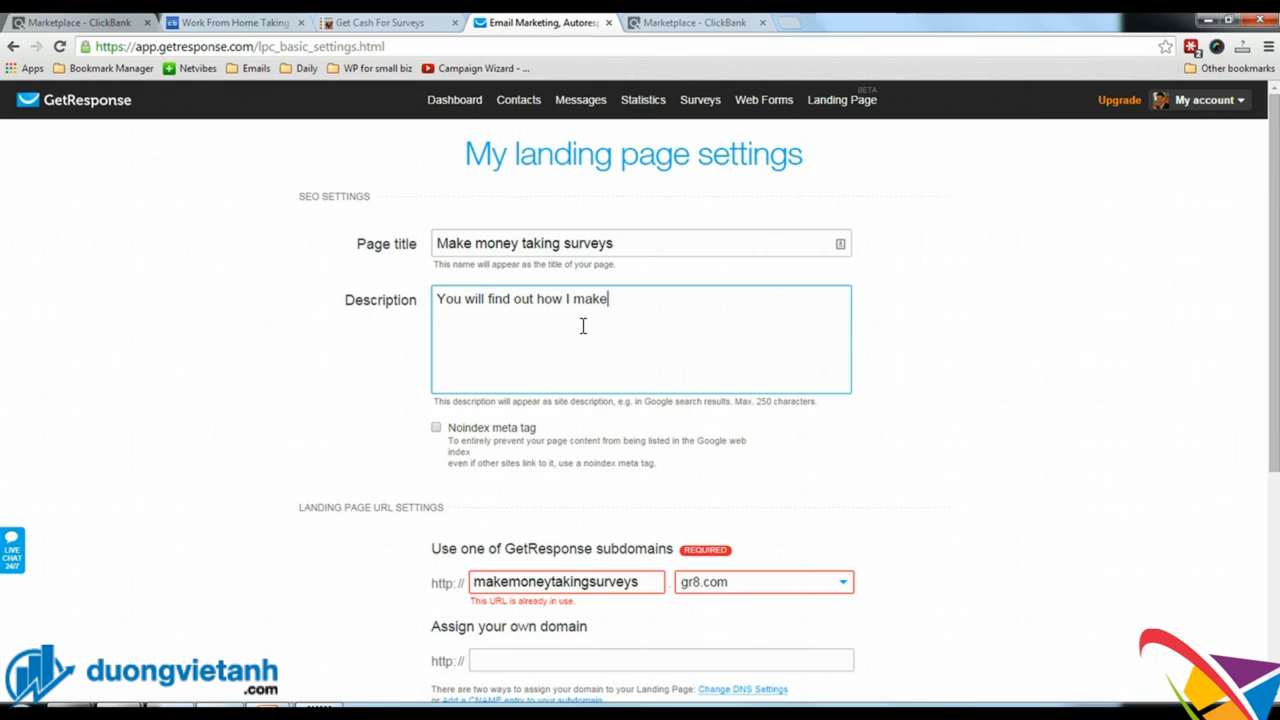 Marketplace - ClickBank
Work From Home Taking
Get Cash For Surveys
Email Marketing, Autores
Marketplace - ClickBank
https://app.getresponse.com/lpc_basic_settings.html
2
Apps
Bookmark Manager
Netvibes
Emails
Daily
WP for small biz
Campaign Wizard - ...
Other bookmarks
GetResponse
Dashboard
Contacts
Messages
Statistics
Surveys
Web Forms
BETA
Landing Page
Upgrade
My account
My landing page settings
SEO SETTINGS
Page title
Make money taking surveys
This name will appear as the title of your page.
Description
You will find out how I make
This description will appear as site description, e.g. in Google search results. Max. 250 characters.
Noindex meta tag
To entirely prevent your page content from being listed in the Google web
index
even if other sites link to it, use a noindex meta tag.
LANDING PAGE URL SETTINGS
LIVE
CHAT
24/7
Use one of GetResponse subdomains REQUIRED
http:// makemoneytakingsurveys . gr8.com
This URL is already in use.
Assign your own domain
http://
There are two ways to assign your domain to your Landing Page: Change DNS Settings
or Add a CNAME entry to your subdomain
duongvietanh
.com